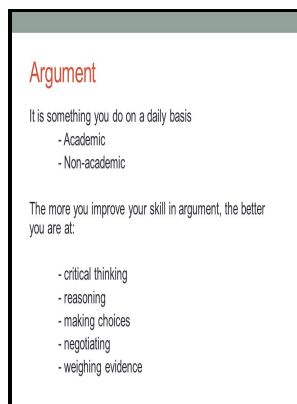 Argument
It is something you do on a daily basis
- Academic
- Non-academic
The more you improve your skill in argument, the better
you are at:
- critical thinking
- reasoning
- making choices
- negotiating
- weighing evidence